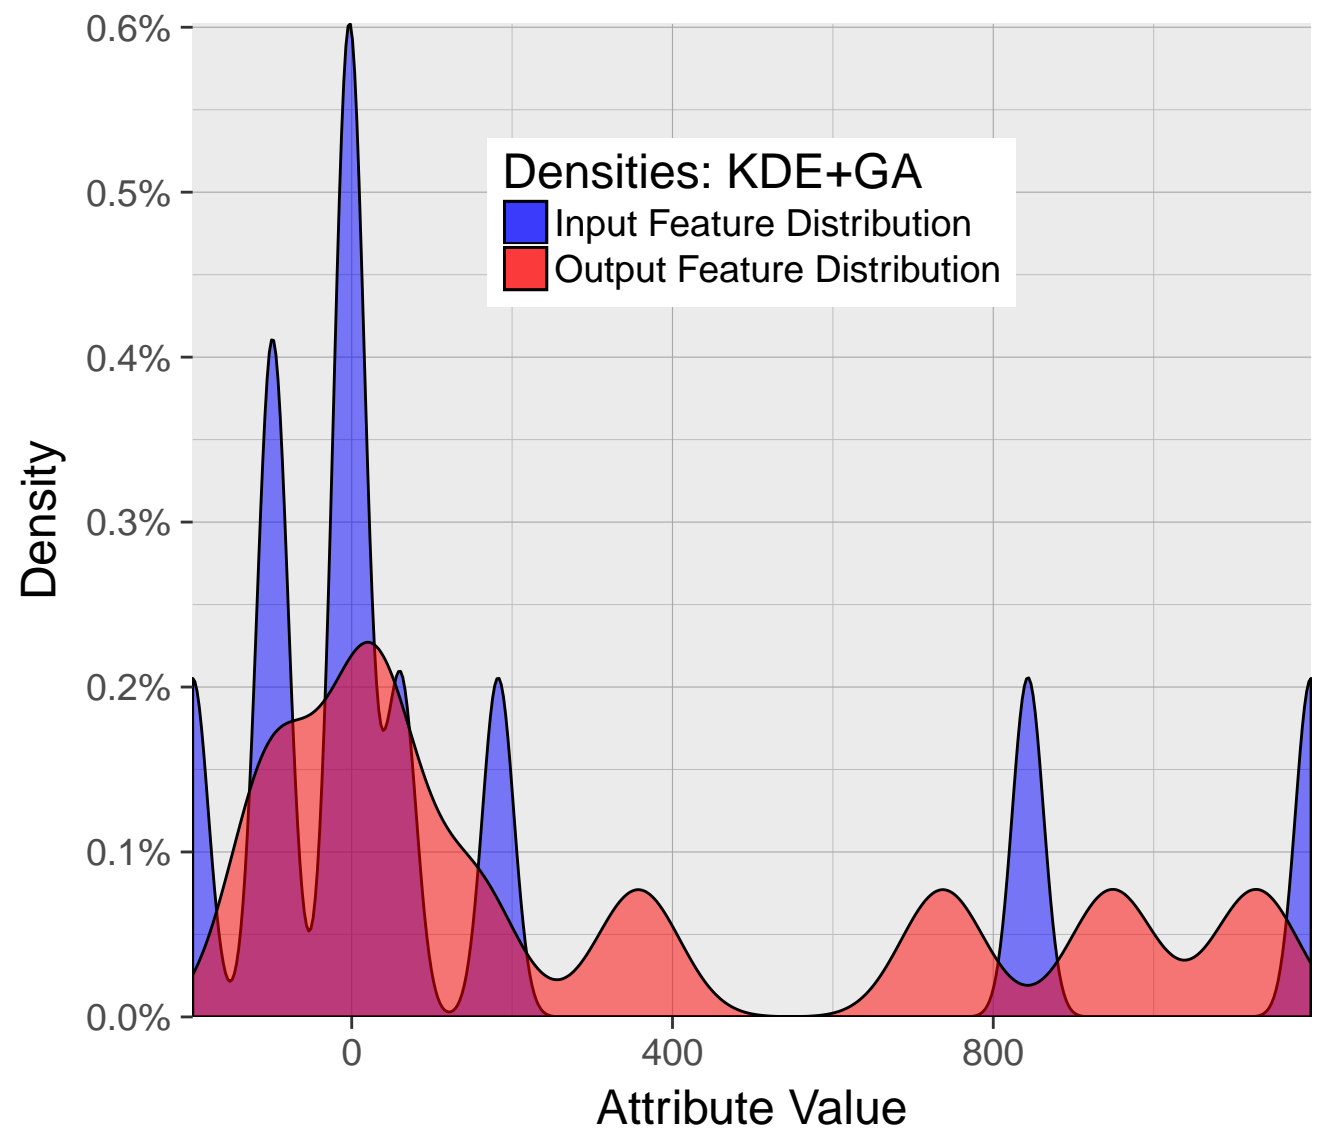 0.6%
0.5%
0.4%
0.3%
0.2%
0.1%
0.0%
Density
Densities: KDE+GA
Input Feature Distribution
Output Feature Distribution
0
400
800
Attribute Value